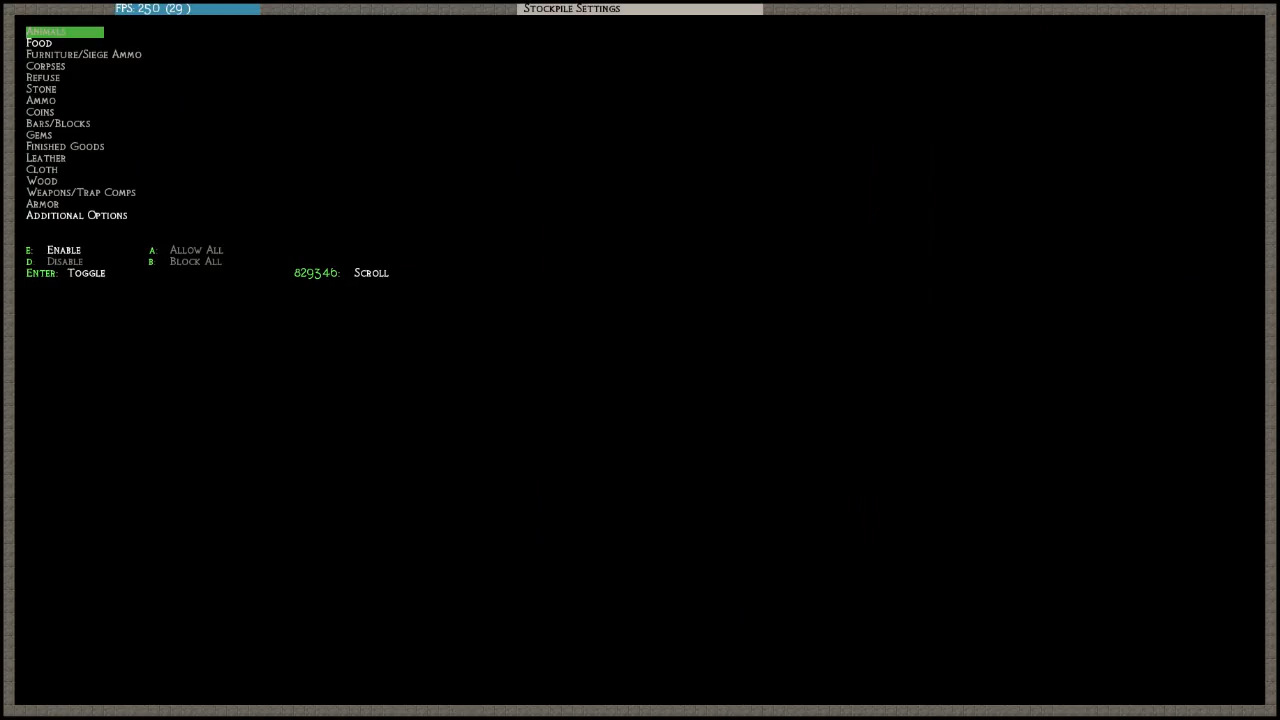 FPS: 250 (29 )
Stockpile Settings
Animals
Food
Furniture/Siege Ammo
Corpses
Refuse
Stone
Ammo
Coins
Bars/Blocks
Gems
Finished Goods
Leather
Cloth
Wood
Weapons/Trap Comps
Armor
Additional Options
e: Enable a: Allow All
d: Disable b: Block All
Enter: Toggle 829346: Scroll